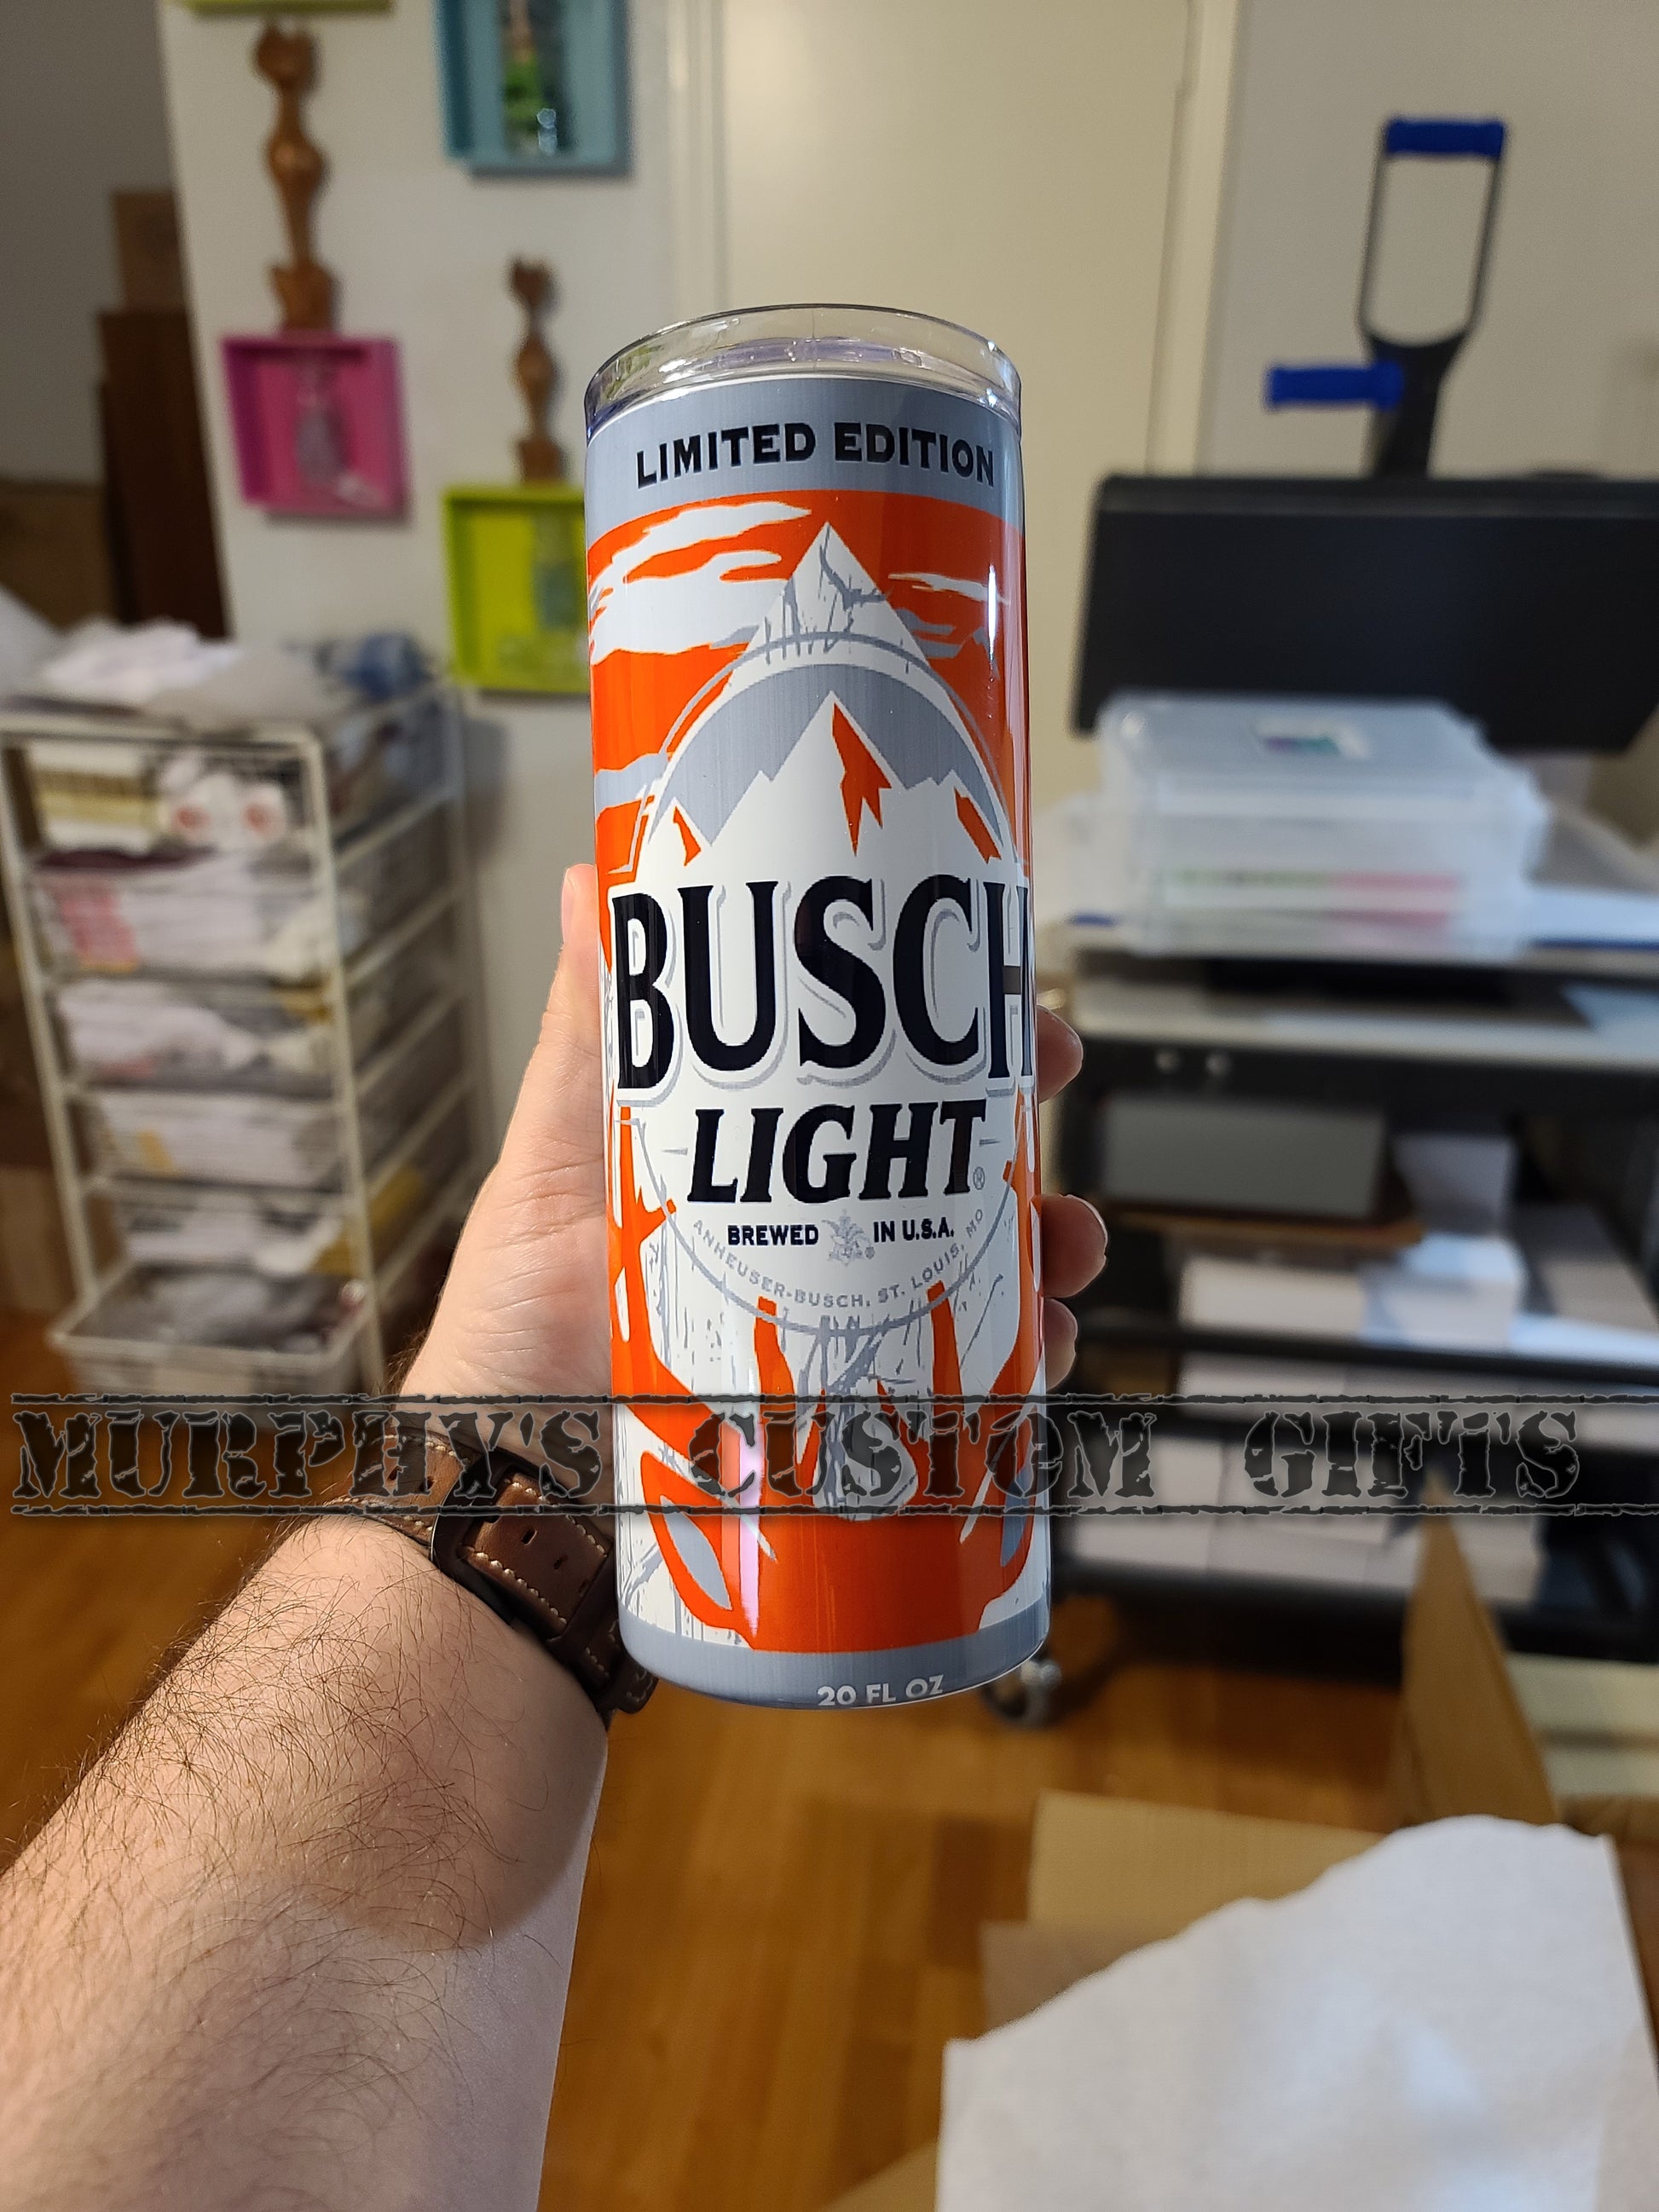 LIMITED EDITION
BUSCH
LIGHT®
BREWED IN U.S.A.
ANHEUSER-BUSCH, ST. LOUIS, MO
MURPHY'S CUSTOM GIFTS
20 FL OZ